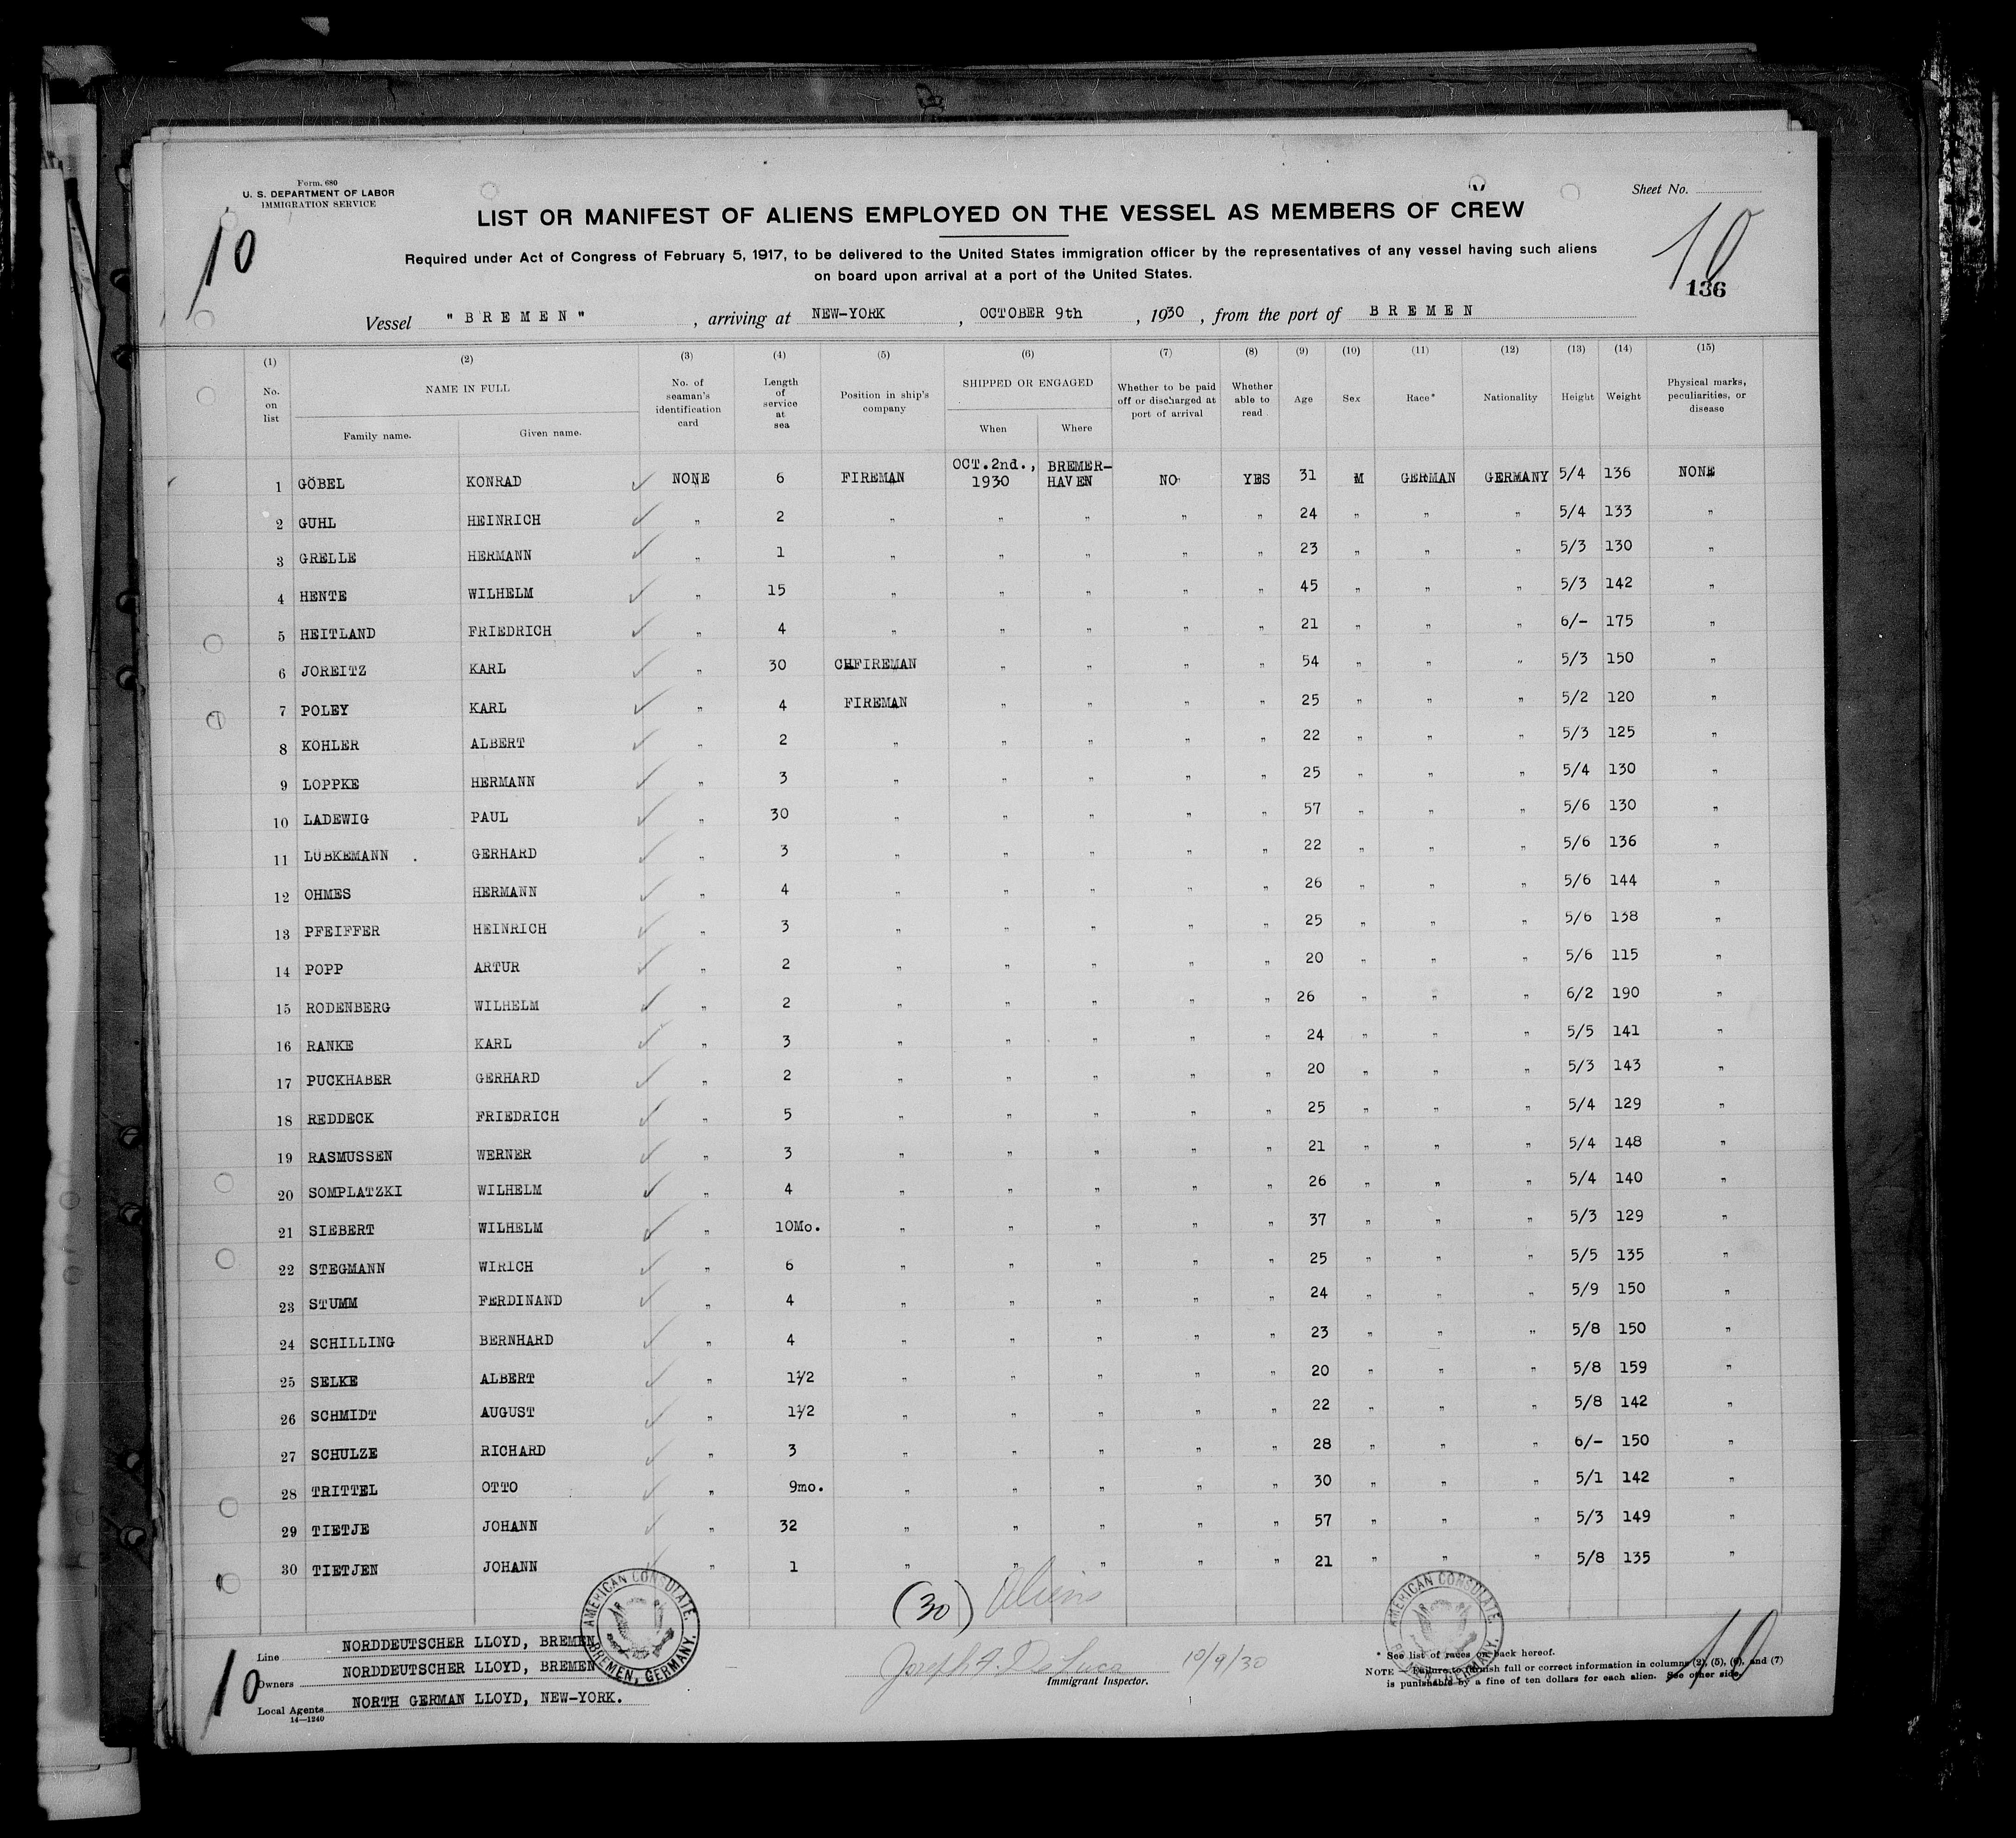 Form. 680
U. S. DEPARTMENT OF LABOR
IMMIGRATION SERVICE
Sheet No.
10
10
136
LIST OR MANIFEST OF ALIENS EMPLOYED ON THE VESSEL AS MEMBERS OF CREW
Required under Act of Congress of February 5, 1917, to be delivered to the United States immigration officer by the representatives of any vessel having such aliens
on board upon arrival at a port of the United States.
Vessel " B R E M E N " , arriving at NEW-YORK , OCTOBER 9th , 1930 , from the port of B R E M E N
(1) (2) (3) (4) (5) (6) (7) (8) (9) (10) (11) (12) (13) (14) (15)
No. on list NAME IN FULL Family name. Given name. No. of seaman's identification card Length of service at sea Position in ship's company SHIPPED OR ENGAGED When Where Whether to be paid off or discharged at port of arrival Whether able to read Age Sex Race* Nationality Height Weight Physical marks, peculiarities, or disease
1 GÖBEL KONRAD NONE 6 FIREMAN OCT.2nd., 1930 BREMER-HAVEN NO YES 31 M GERMAN GERMANY 5/4 136 NONE
2 GUHL HEINRICH " 2 " " " " " 24 " " " 5/4 133 "
3 GRELLE HERMANN " 1 " " " " " 23 " " " 5/3 130 "
4 HENTE WILHELM " 15 " " " " " 45 " " " 5/3 142 "
5 HEITLAND FRIEDRICH " 4 " " " " " 21 " " " 6/- 175 "
6 JOREITZ KARL " 30 CHFIREMAN " " " " 54 " " " 5/3 150 "
7 POLEY KARL " 4 FIREMAN " " " " 25 " " " 5/2 120 "
8 KOHLER ALBERT " 2 " " " " " 22 " " " 5/3 125 "
9 LOPPKE HERMANN " 3 " " " " " 25 " " " 5/4 130 "
10 LADEWIG PAUL " 30 " " " " " 57 " " " 5/6 130 "
11 LÜBKEMANN . GERHARD " 3 " " " " " 22 " " " 5/6 136 "
12 OHMES HERMANN " 4 " " " " " 26 " " " 5/6 144 "
13 PFEIFFER HEINRICH " 3 " " " " " 25 " " " 5/6 138 "
14 POPP ARTUR " 2 " " " " " 20 " " " 5/6 115 "
15 RODENBERG WILHELM " 2 " " " " " 26 " " " 6/2 190 "
16 RANKE KARL " 3 " " " " " 24 " " " 5/5 141 "
17 PUCKHABER GERHARD " 2 " " " " " 20 " " " 5/3 143 "
18 REDDECK FRIEDRICH " 5 " " " " " 25 " " " 5/4 129 "
19 RASMUSSEN WERNER " 3 " " " " " 21 " " " 5/4 148 "
20 SOMPLATZKI WILHELM " 4 " " " " " 26 " " " 5/4 140 "
21 SIEBERT WILHELM " 10Mo. " " " " " 37 " " " 5/3 129 "
22 STEGMANN WIRICH " 6 " " " " " 25 " " " 5/5 135 "
23 STUMM FERDINAND " 4 " " " " " 24 " " " 5/9 150 "
24 SCHILLING BERNHARD " 4 " " " " " 23 " " " 5/8 150 "
25 SELKE ALBERT " 1½ " " " " " 20 " " " 5/8 159 "
26 SCHMIDT AUGUST " 1½ " " " " " 22 " " " 5/8 142 "
27 SCHULZE RICHARD " 3 " " " " " 28 " " " 6/- 150 "
28 TRITTEL OTTO " 9mo. " " " " " 30 " " " 5/1 142 "
29 TIETJE JOHANN " 32 " " " " " 57 " " " 5/3 149 "
30 TIETJEN JOHANN " 1 " " " " " 21 " " " 5/8 135 "
(30) Aliens
AMERICAN CONSULATE. BREMEN, GERMANY.
AMERICAN CONSULATE. BREMEN, GERMANY.
Line NORDDEUTSCHER LLOYD, BREMEN
Owners NORDDEUTSCHER LLOYD, BREMEN
Local Agents NORTH GERMAN LLOYD, NEW-YORK.
14—1240
10
Joseph A. DeLuca 10/9/30
Immigrant Inspector.
* See list of races on back hereof.
NOTE — Failure to furnish full or correct information in columns (2), (5), (6), and (7)
is punishable by a fine of ten dollars for each alien. See other side.
10